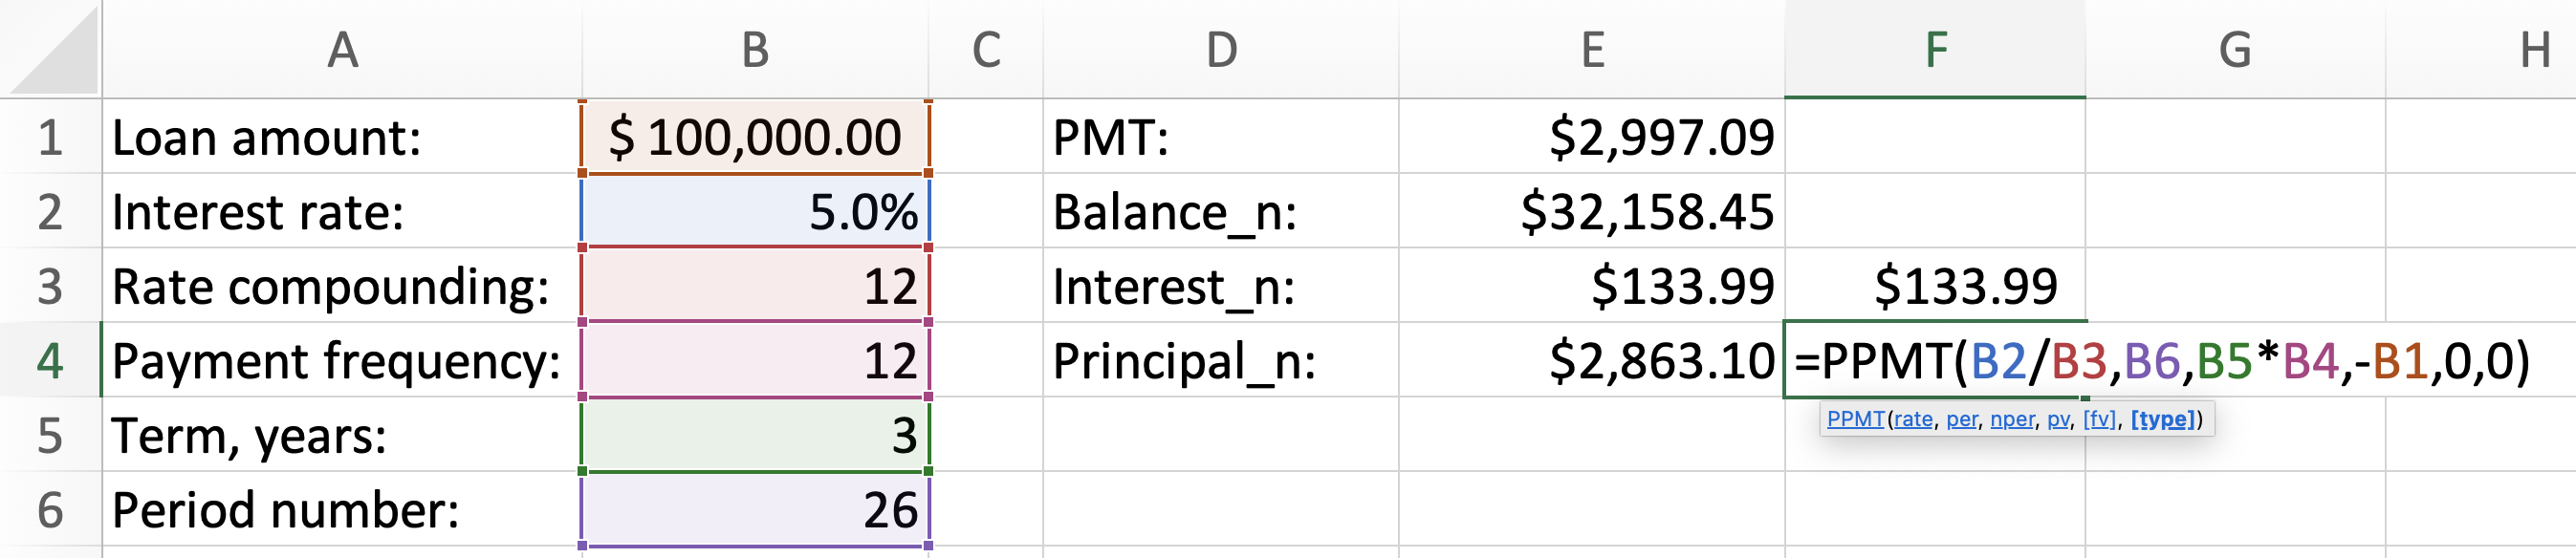 A B C D E F G H
1 Loan amount: $ 100,000.00 PMT: $2,997.09
2 Interest rate: 5.0% Balance_n: $32,158.45
3 Rate compounding: 12 Interest_n: $133.99 $133.99
4 Payment frequency: 12 Principal_n: $2,863.10 =PPMT(B2/B3,B6,B5*B4,-B1,0,0)
PPMT(rate, per, nper, pv, [fv], [type])
5 Term, years: 3
6 Period number: 26